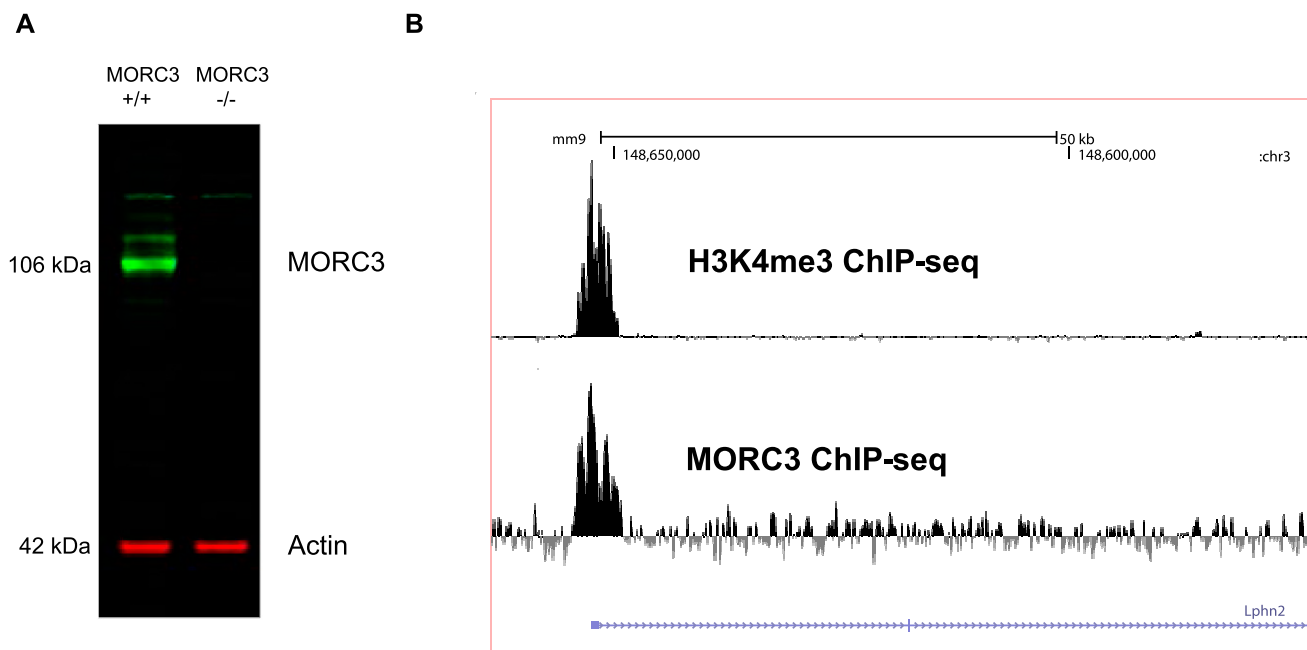 A
MORC3 MORC3
+/+ -/-
106 kDa
MORC3
42 kDa
Actin
B
mm9 50 kb
148,650,000 148,600,000 :chr3
H3K4me3 ChIP-seq
MORC3 ChIP-seq
Lphn2